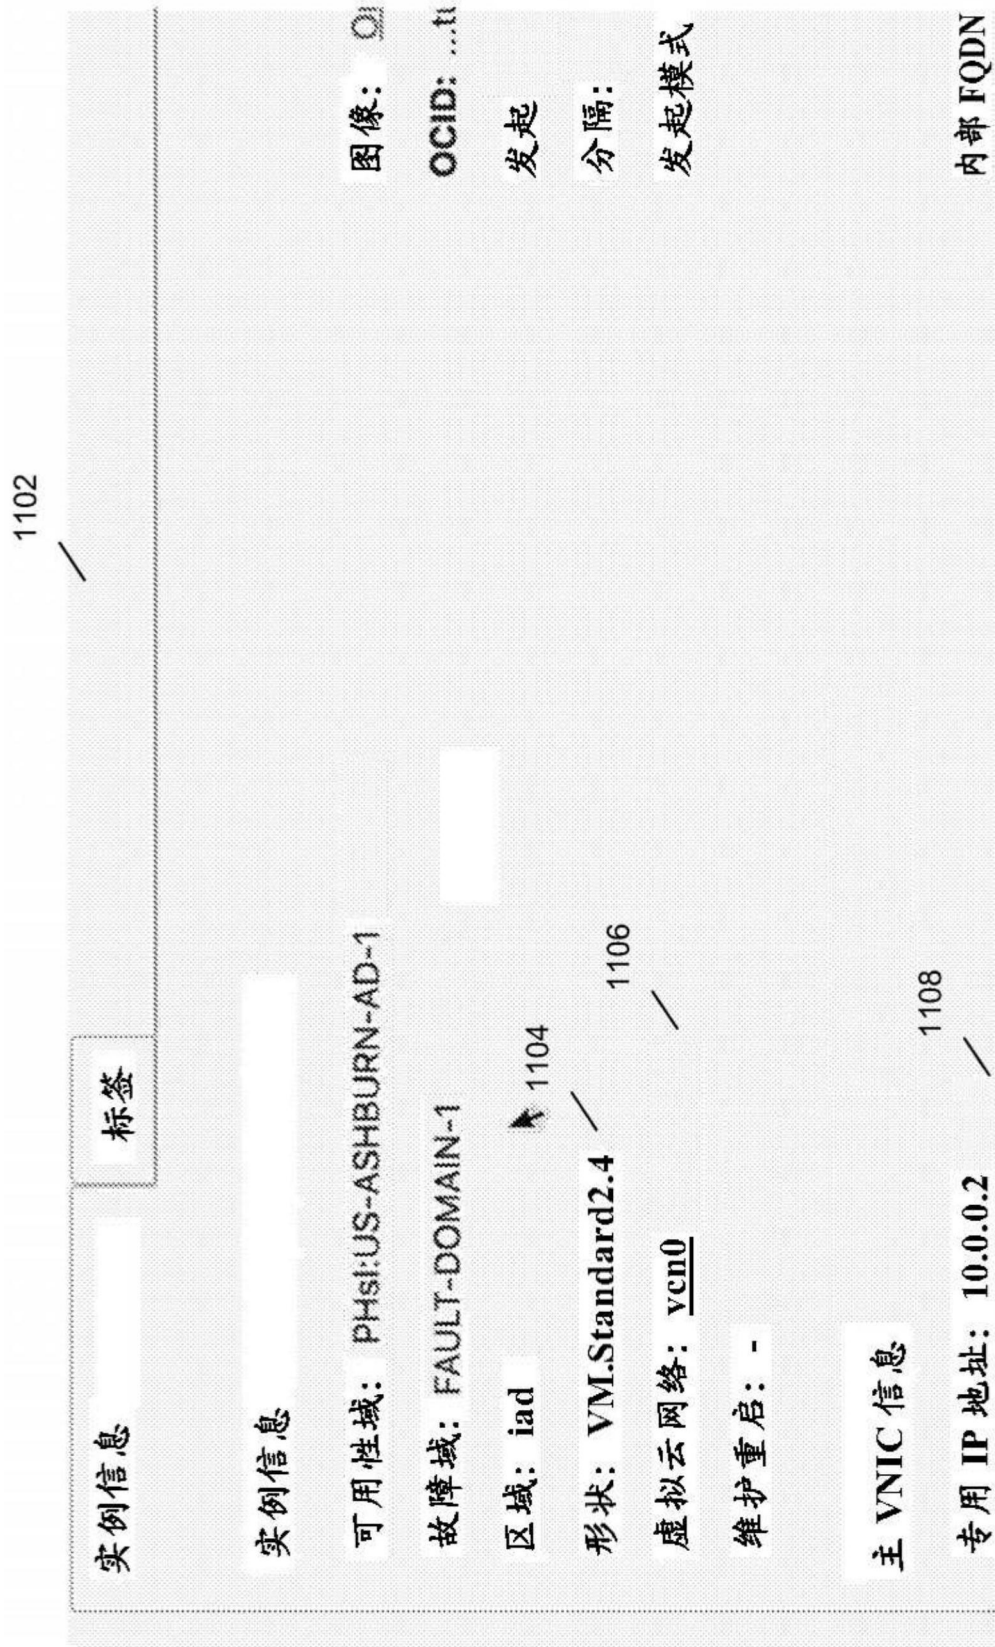 1102
实例信息 标签
实例信息
可用性域： PHsI:US-ASHBURN-AD-1 图像：
故障域： FAULT-DOMAIN-1 OCID:
区域： iad 发起
1104
形状： VM.Standard2.4 分隔：
1106
虚拟云网络： vcn0 发起模式
维护重启： -
主 VNIC 信息
1108
专用 IP 地址： 10.0.0.2 内部 FQDN